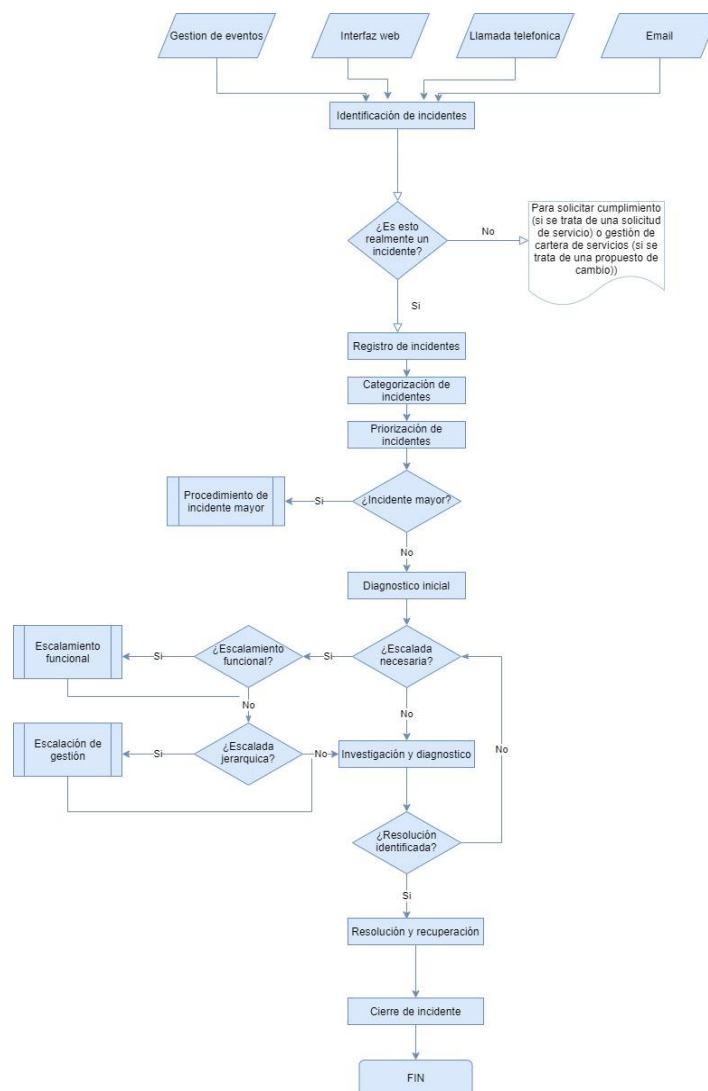 Gestion de eventos
Interfaz web
Llamada telefonica
Email
Identificación de incidentes
¿Es esto
realmente un
incidente?
No
Para solicitar cumplimiento
(si se trata de una solicitud
de servicio) o gestión de
cartera de servicios (si se
trata de una propuesto de
cambio))
Si
Registro de incidentes
Categorización de
incidentes
Priorización de
incidentes
Procedimiento de
incidente mayor
Si
¿Incidente mayor?
No
Diagnostico inicial
Escalamiento
funcional
Si
¿Escalamiento
funcional?
Si
¿Escalada
necesaria?
No
No
Escalación de
gestión
Si
¿Escalada
jerarquica?
No
Investigación y diagnostico
No
¿Resolución
identificada?
Si
Resolución y recuperación
Cierre de incidente
FIN